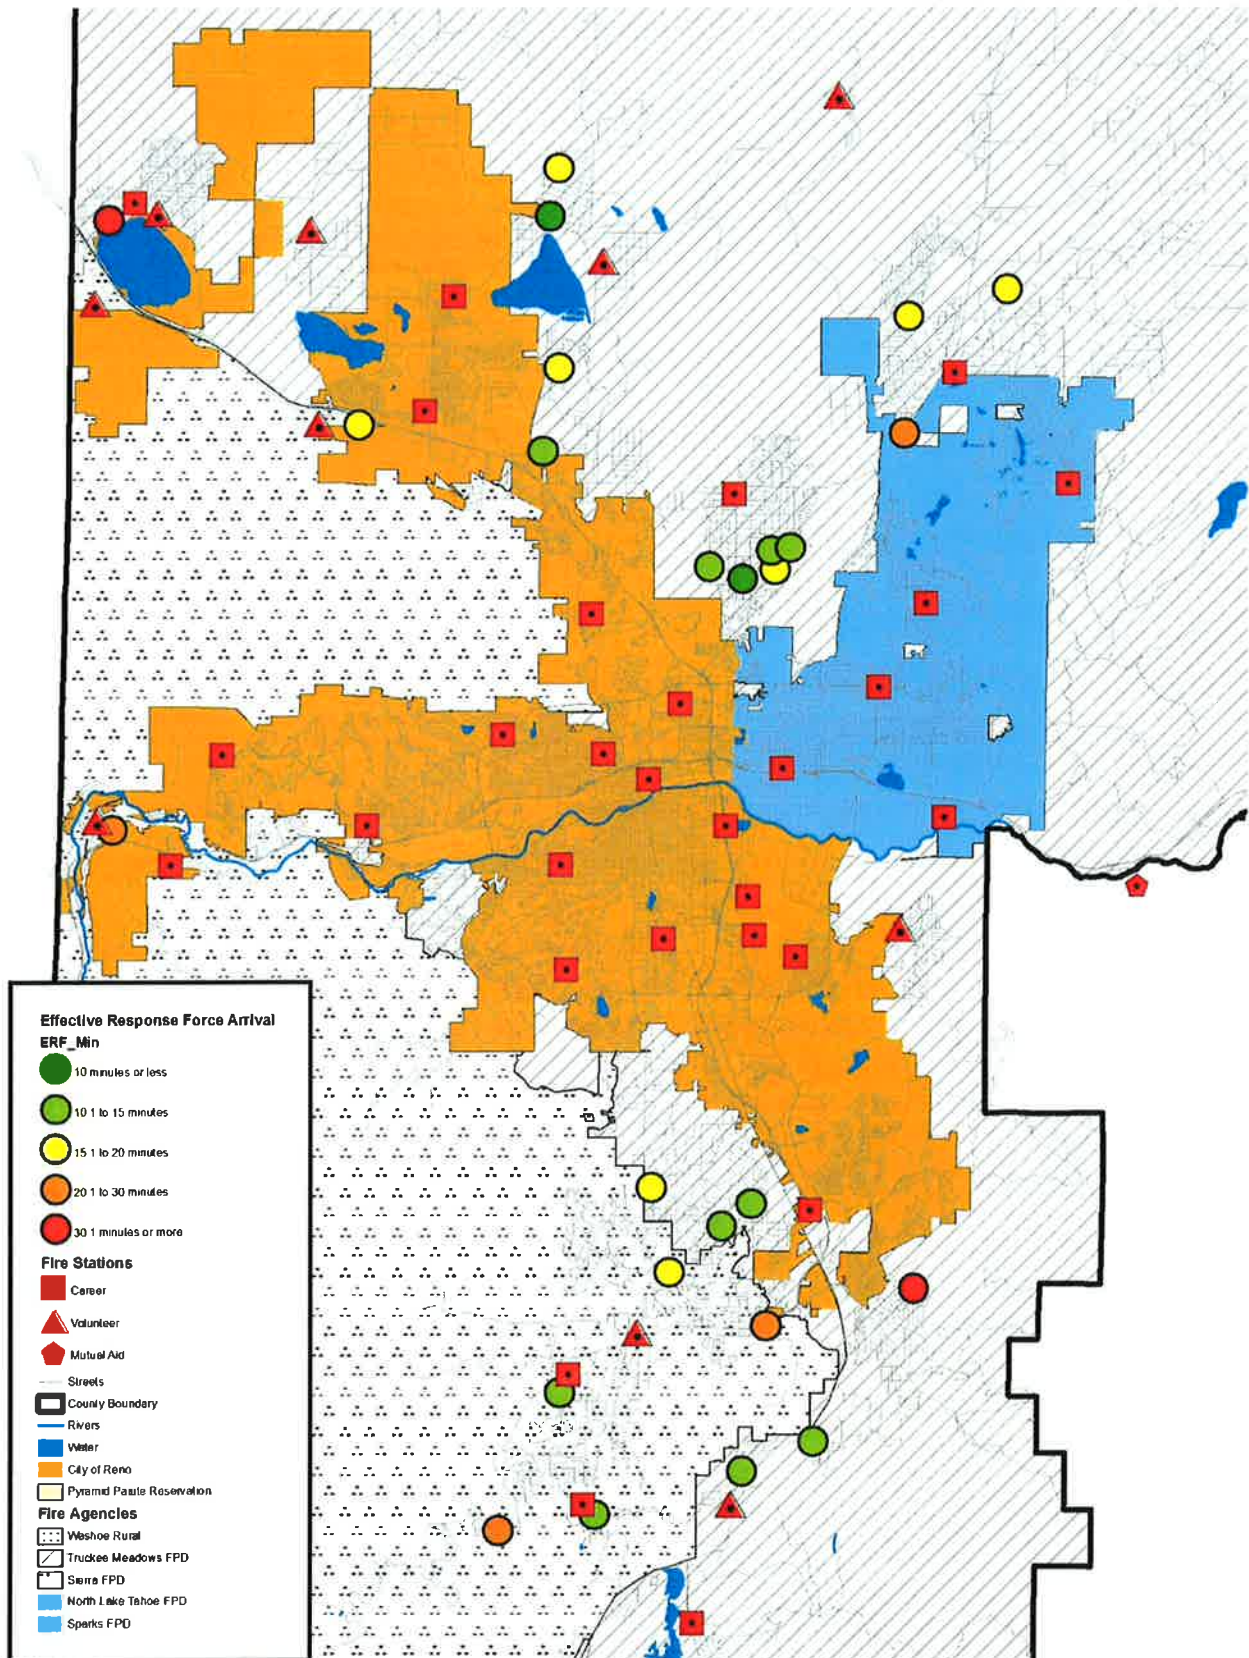 Effective Response Force Arrival
ERF_Min
10 minutes or less
10 1 to 15 minutes
15 1 to 20 minutes
20 1 to 30 minutes
30 1 minutes or more
Fire Stations
Career
Volunteer
Mutual Aid
Streets
County Boundary
Rivers
Water
City of Reno
Pyramid Paiute Reservation
Fire Agencies
Washoe Rural
Truckee Meadows FPD
Sierra FPD
North Lake Tahoe FPD
Sparks FPD